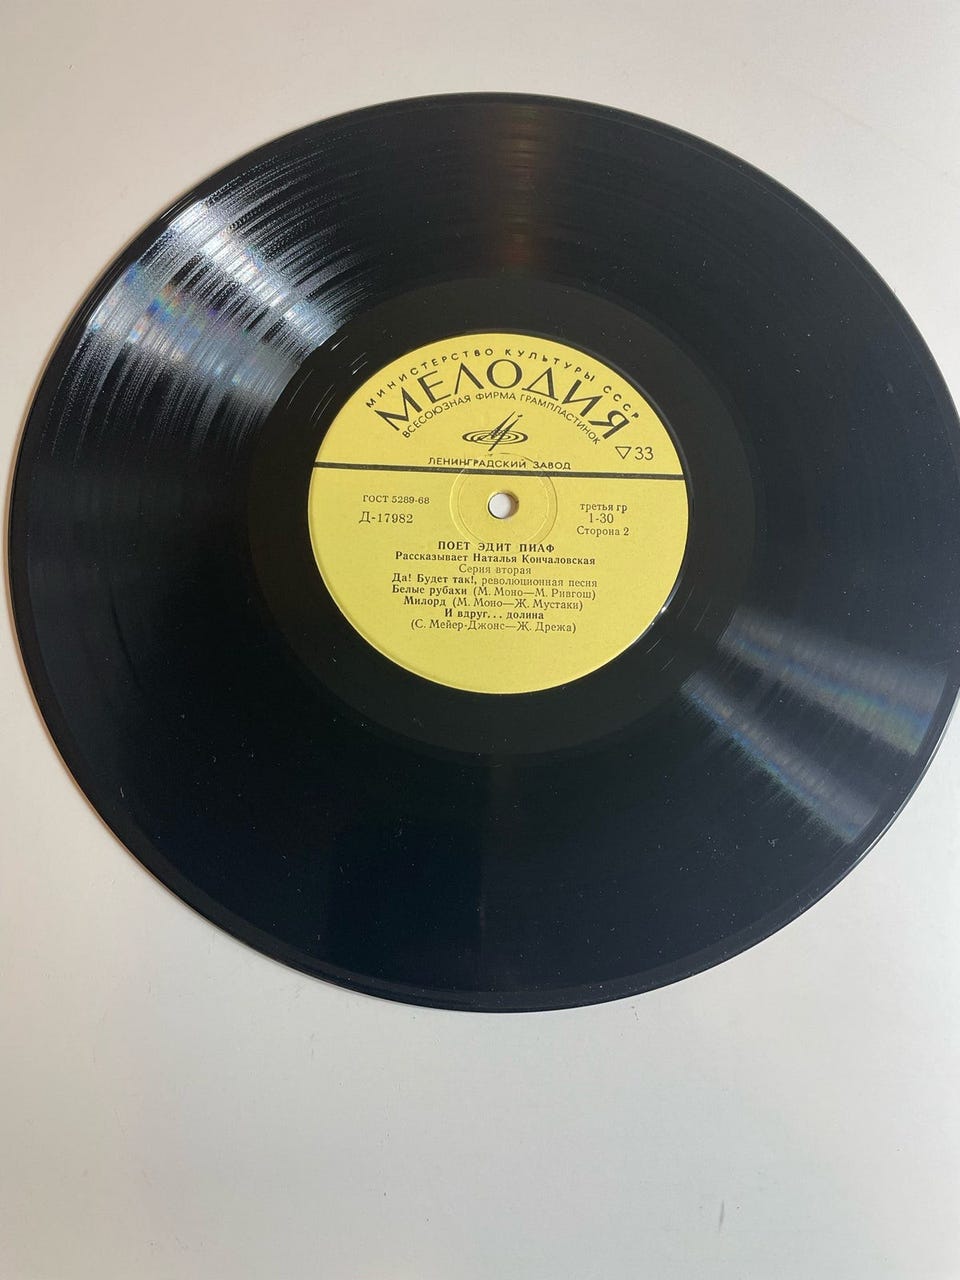 МИНИСТЕРСТВО КУЛЬТУРЫ СССР
МЕЛОДИЯ
ВСЕСОЮЗНАЯ ФИРМА ГРАМПЛАСТИНОК
▽33
ЛЕНИНГРАДСКИЙ ЗАВОД
ГОСТ 5289-68
Д-17982
третья гр
1-30
Сторона 2
ПОЕТ ЭДИТ ПИАФ
Рассказывает Наталья Кончаловская
Серия вторая
Да! Будет так!, революционная песня
Белые рубахи (М. Моно—М. Ривгош)
Милорд (М. Моно—Ж. Мустаки)
И вдруг... долина
(С. Мейер-Джонс—Ж. Дрежа)